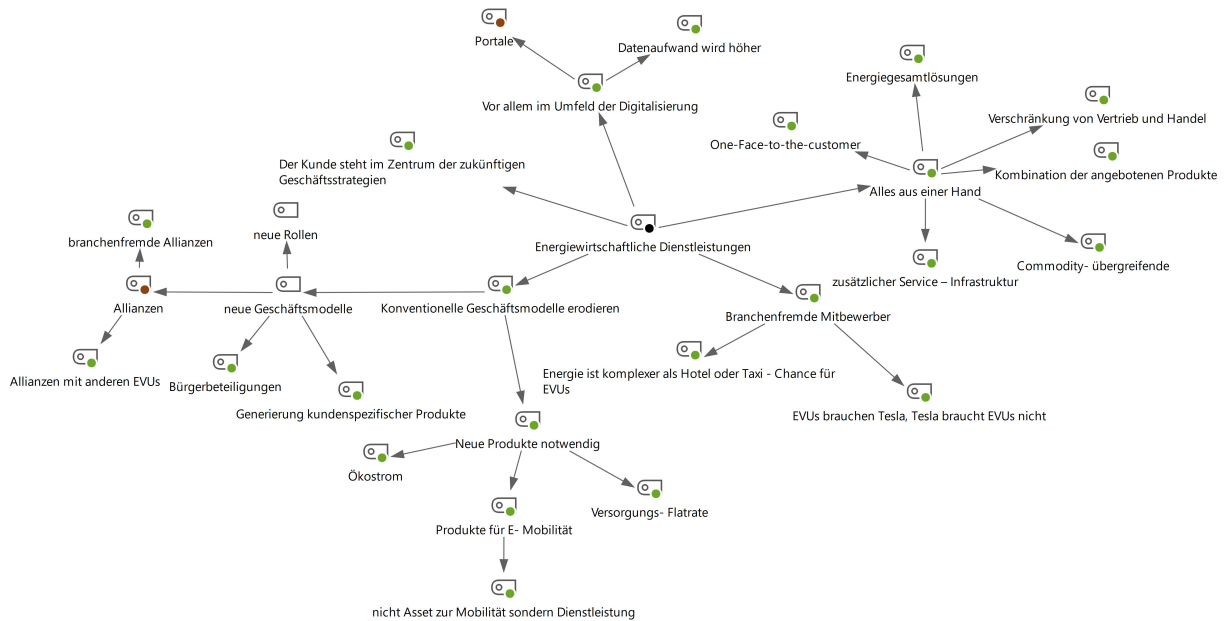 Portale
Datenaufwand wird höher
Energiegesamtlösungen
Vor allem im Umfeld der Digitalisierung
Verschränkung von Vertrieb und Handel
One-Face-to-the-customer
Der Kunde steht im Zentrum der zukünftigen
Geschäftsstrategien
Kombination der angebotenen Produkte
Alles aus einer Hand
neue Rollen
branchenfremde Allianzen
Energiewirtschaftliche Dienstleistungen
Commodity- übergreifende
zusätzlicher Service – Infrastruktur
Allianzen
neue Geschäftsmodelle
Konventionelle Geschäftsmodelle erodieren
Branchenfremde Mitbewerber
Allianzen mit anderen EVUs
Bürgerbeteiligungen
Energie ist komplexer als Hotel oder Taxi - Chance für
EVUs
Generierung kundenspezifischer Produkte
EVUs brauchen Tesla, Tesla braucht EVUs nicht
Neue Produkte notwendig
Ökostrom
Versorgungs- Flatrate
Produkte für E- Mobilität
nicht Asset zur Mobilität sondern Dienstleistung